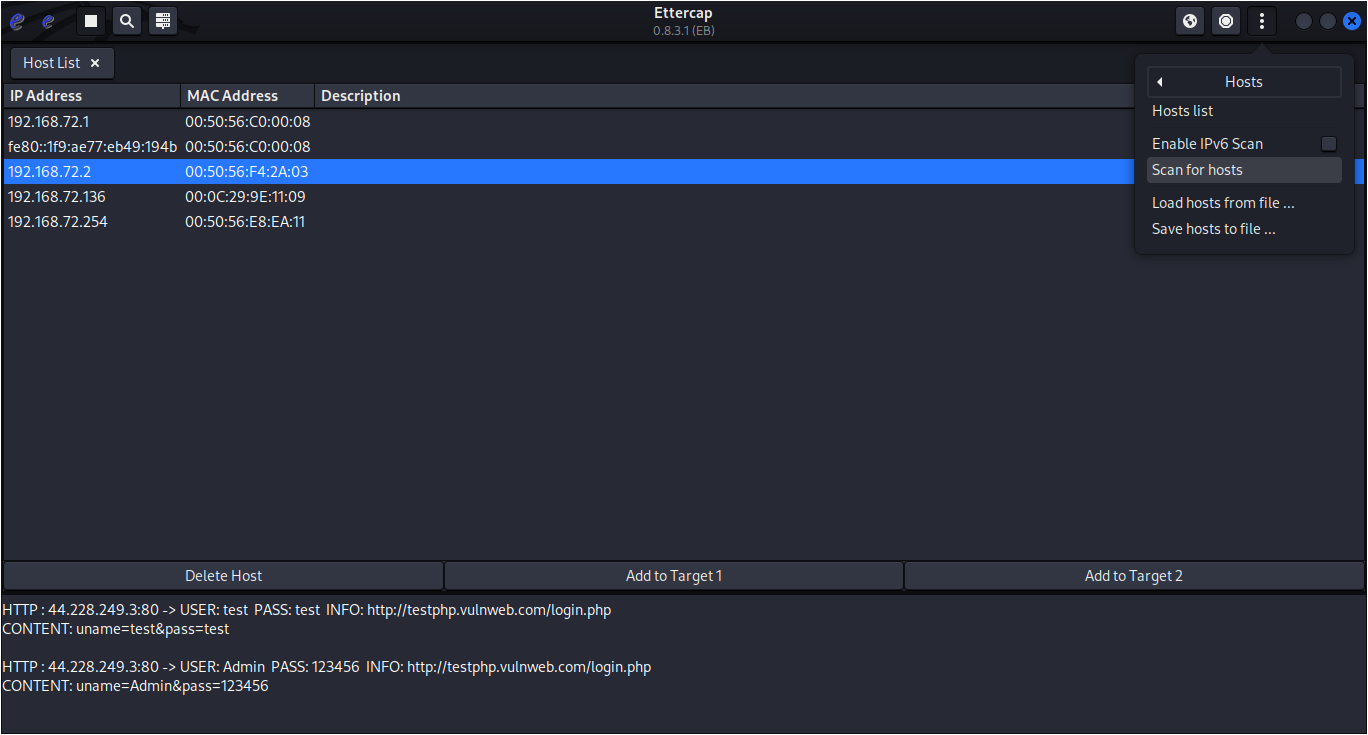 Ettercap
0.8.3.1 (EB)
Host List ×
IP Address MAC Address Description
192.168.72.1 00:50:56:C0:00:08
fe80::1f9:ae77:eb49:194b 00:50:56:C0:00:08
192.168.72.2 00:50:56:F4:2A:03
192.168.72.136 00:0C:29:9E:11:09
192.168.72.254 00:50:56:E8:EA:11
Hosts
Hosts list
Enable IPv6 Scan
Scan for hosts
Load hosts from file ...
Save hosts to file ...
Delete Host Add to Target 1 Add to Target 2
HTTP : 44.228.249.3:80 -> USER: test PASS: test INFO: http://testphp.vulnweb.com/login.php
CONTENT: uname=test&pass=test
HTTP : 44.228.249.3:80 -> USER: Admin PASS: 123456 INFO: http://testphp.vulnweb.com/login.php
CONTENT: uname=Admin&pass=123456